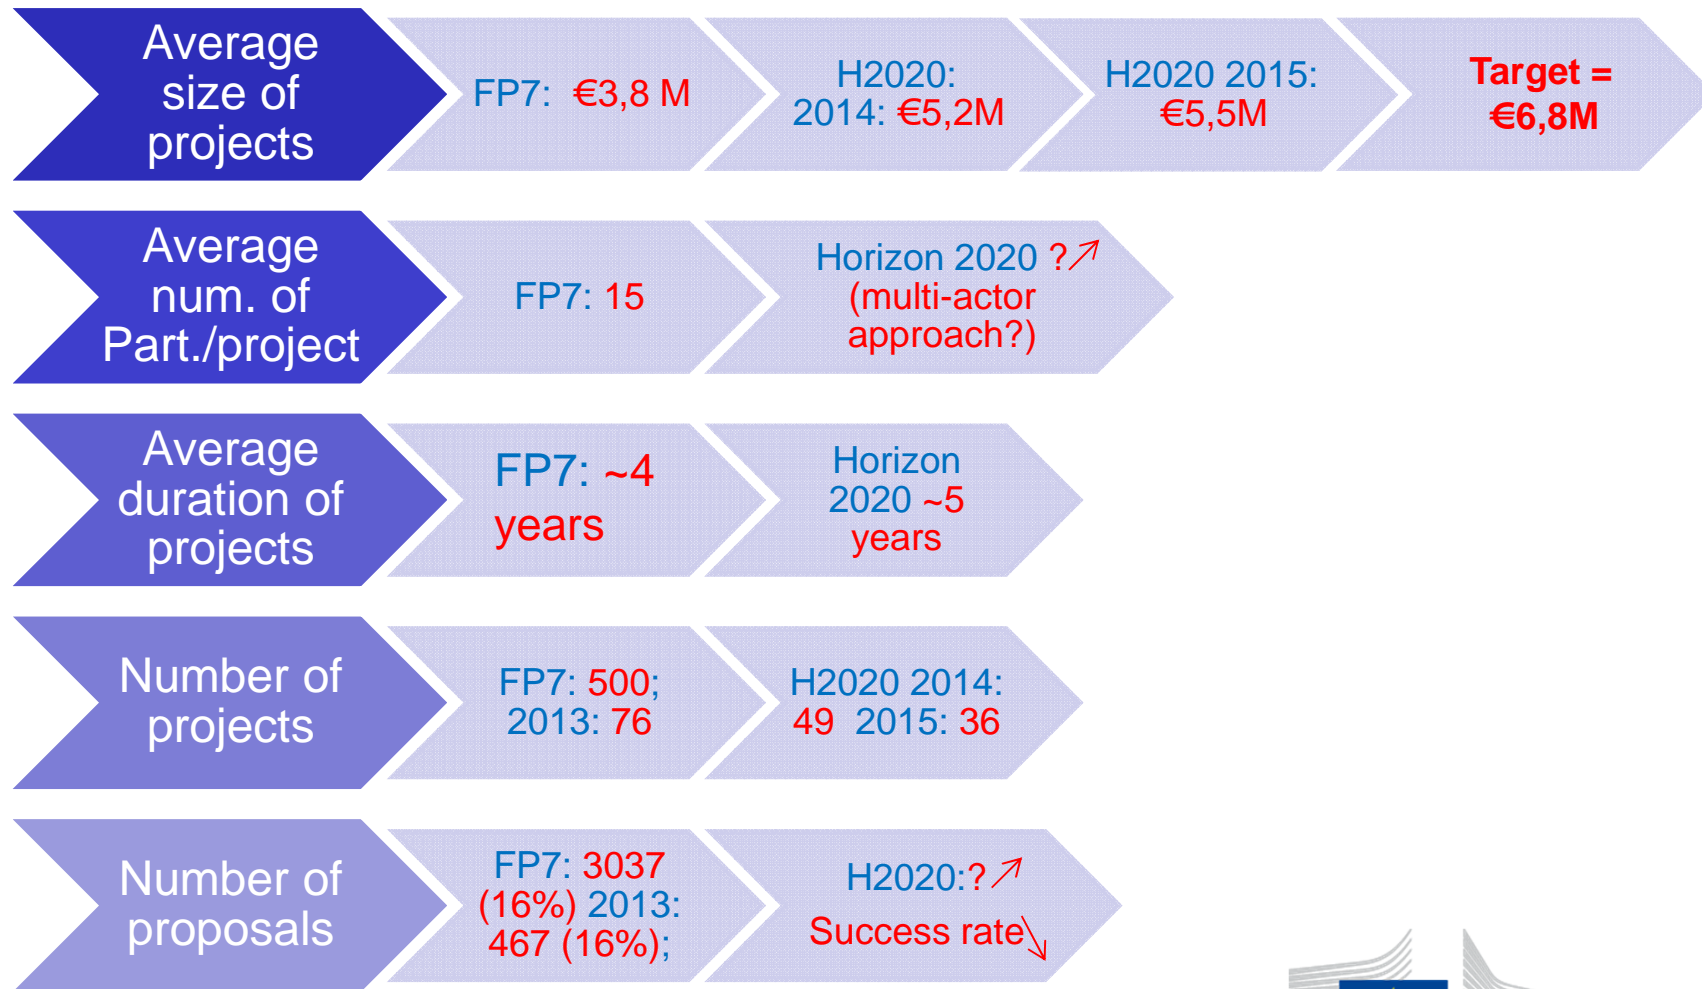 Average
size of
projects
FP7: €3,8 M
H2020:
2014: €5,2M
H2020 2015:
€5,5M
Target =
€6,8M
Average
num. of
Part./project
FP7: 15
Horizon 2020 ?↗
(multi-actor
approach?)
Average
duration of
projects
FP7: ~4
years
Horizon
2020 ~5
years
Number of
projects
FP7: 500;
2013: 76
H2020 2014:
49 2015: 36
Number of
proposals
FP7: 3037
(16%) 2013:
467 (16%);
H2020:?↗
Success rate↘